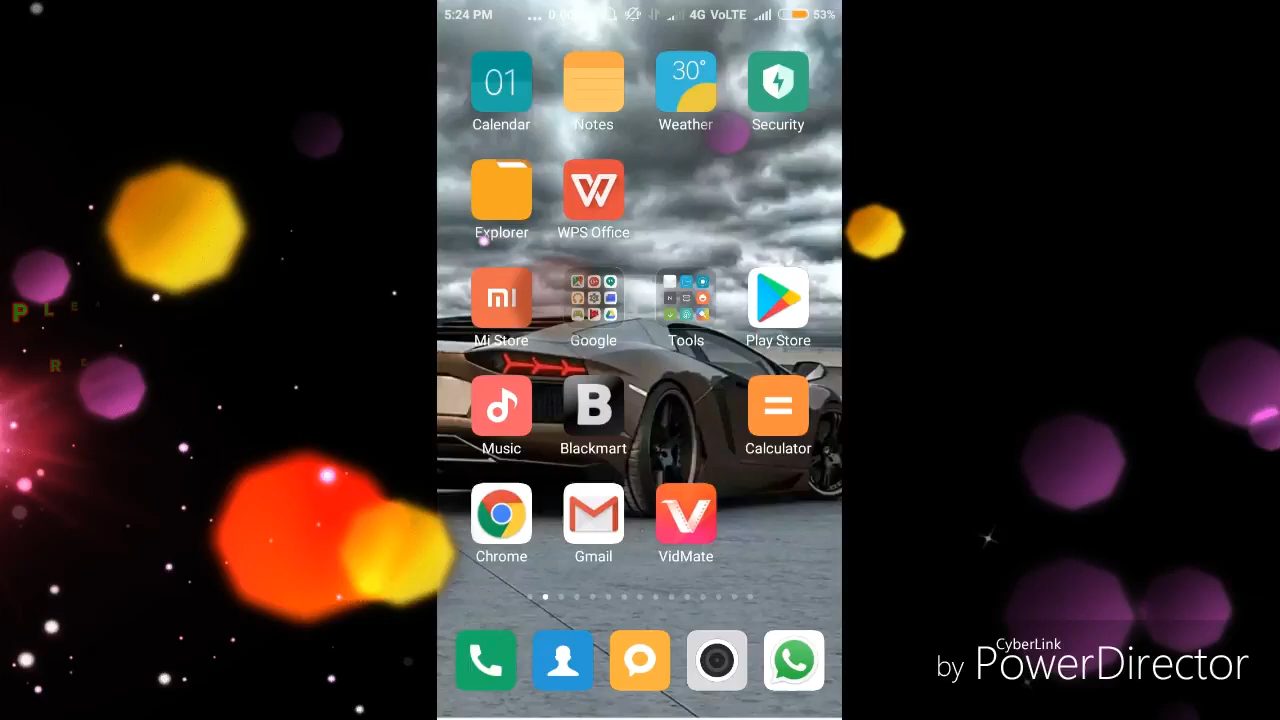 5:24 PM ... 4G VoLTE 53%
01 30°
Calendar Notes Weather Security
Explorer WPS Office
mi
Mi Store Google Tools Play Store
B
Music Blackmart Calculator
Chrome Gmail VidMate
P L E
R E
CyberLink
by PowerDirector